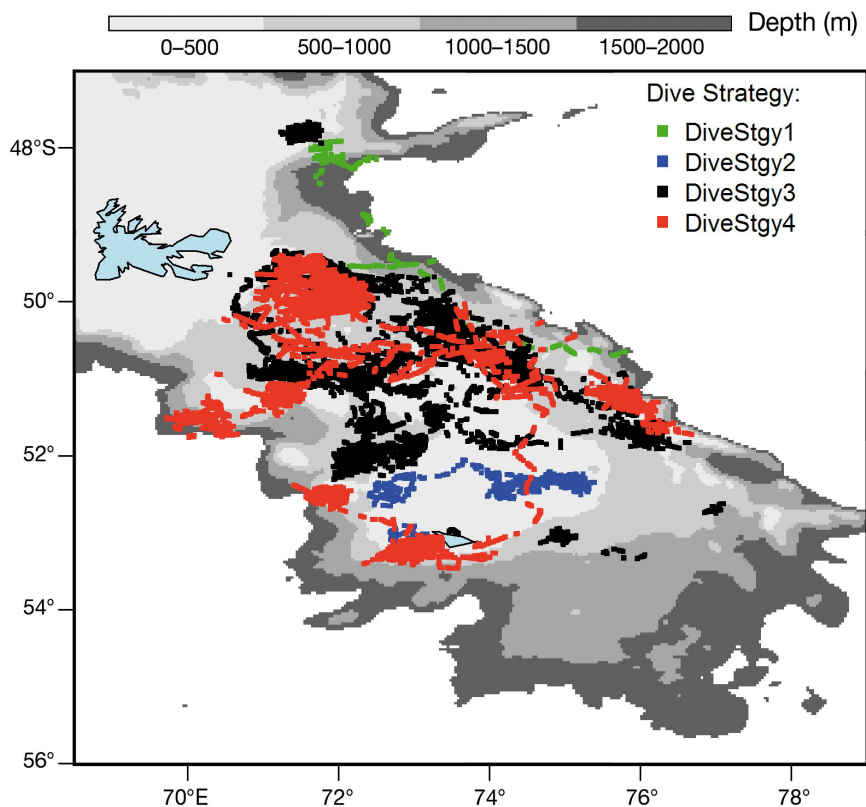 Depth (m)
0–500 500–1000 1000–1500 1500–2000
Dive Strategy:
DiveStgy1
DiveStgy2
DiveStgy3
DiveStgy4
48°S
50°
52°
54°
56°
70°E 72° 74° 76° 78°